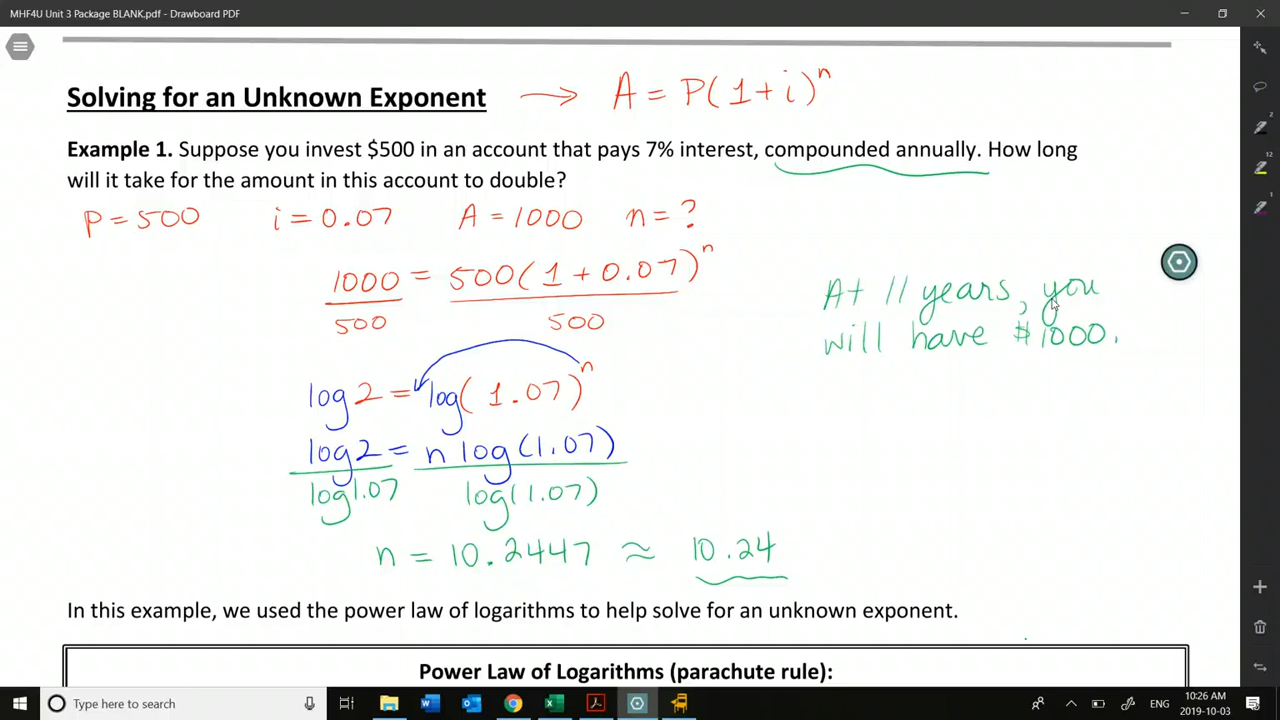 MHF4U Unit 3 Package BLANK.pdf - Drawboard PDF
Solving for an Unknown Exponent → A = P(1+i)^n
Example 1. Suppose you invest $500 in an account that pays 7% interest, compounded annually. How long
will it take for the amount in this account to double?
P = 500 i = 0.07 A = 1000 n = ?
1000 = 500(1 + 0.07)^n
500 500
At 11 years, you
will have $1000.
log 2 = log(1.07)^n
log 2 = n log(1.07)
log 1.07 log(1.07)
n = 10.2447 ≈ 10.24
In this example, we used the power law of logarithms to help solve for an unknown exponent.
Power Law of Logarithms (parachute rule):
2
12
1
Type here to search
ENG
10:26 AM
2019-10-03